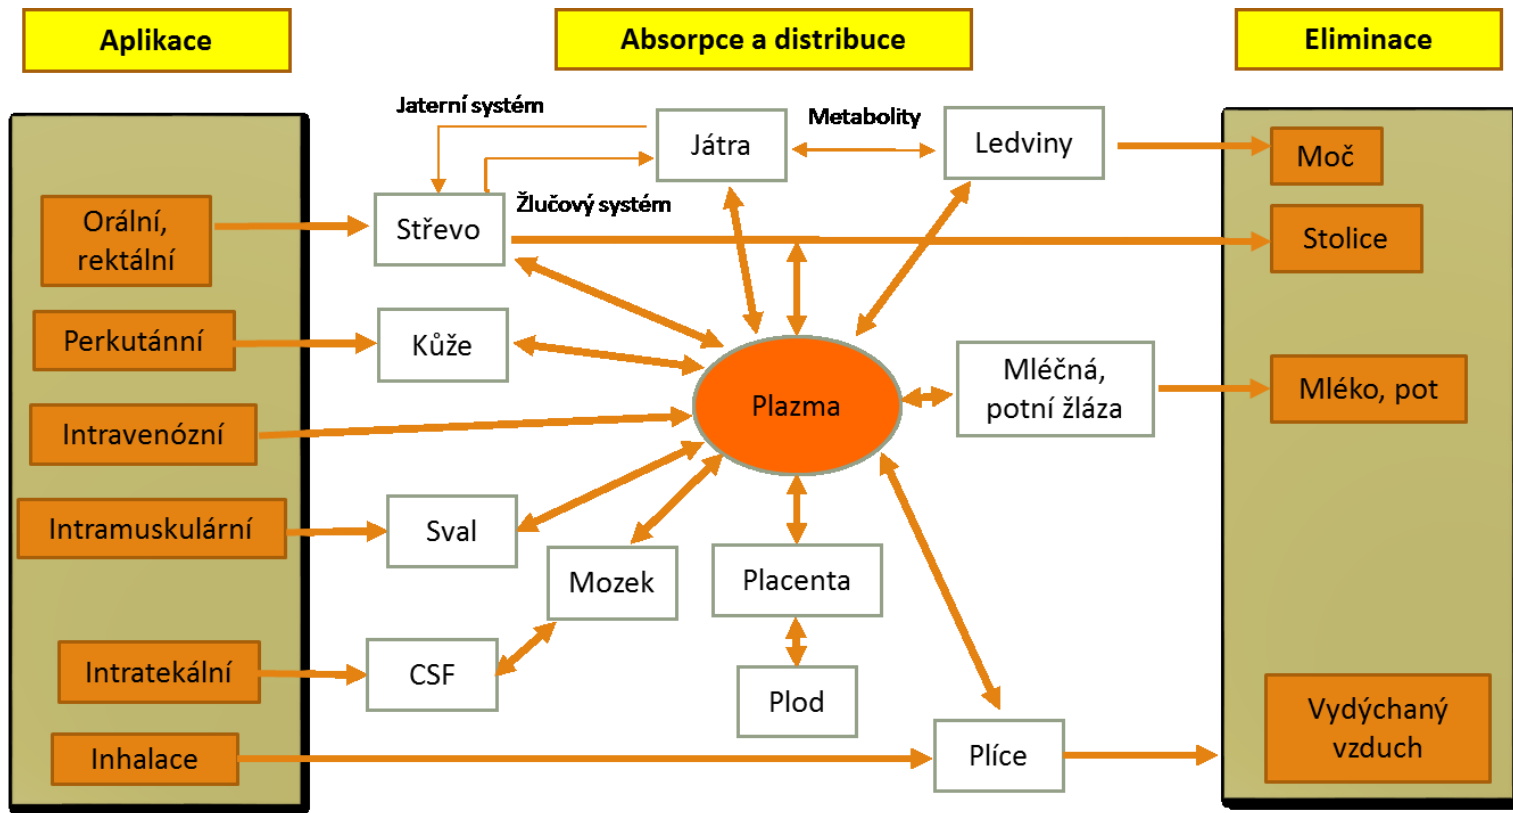 Aplikace
Absorpce a distribuce
Eliminace
Jaterní systém
Játra
Metabolity
Ledviny
Moč
Orální,
rektální
Střevo
Žlučový systém
Stolice
Perkutánní
Kůže
Plazma
Mléčná,
potní žláza
Mléko, pot
Intravenózní
Intramuskulární
Sval
Mozek
Placenta
Intratekální
CSF
Plod
Vydýchaný
vzduch
Inhalace
Plíce